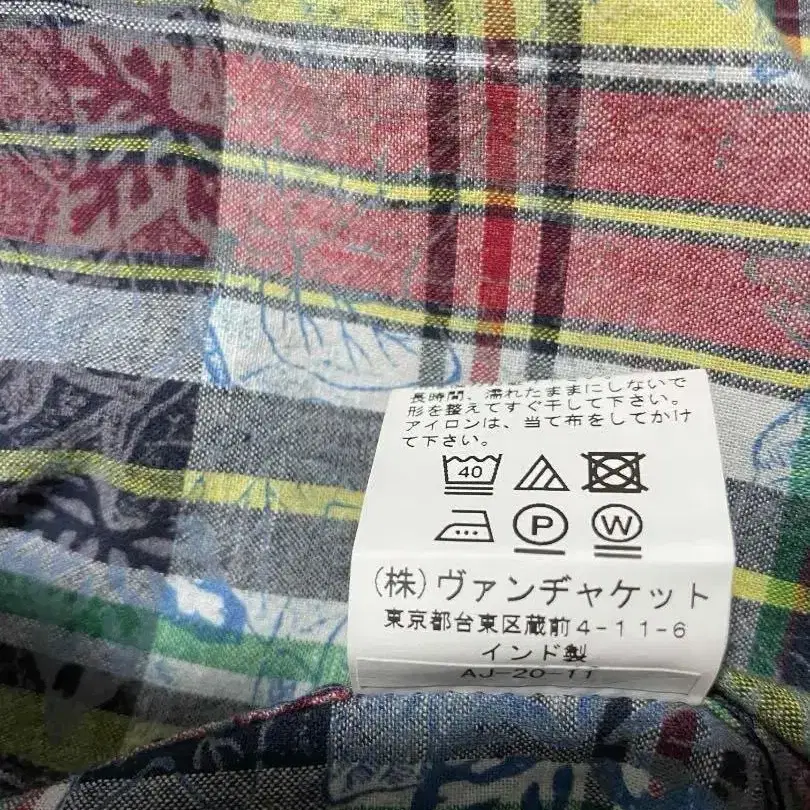 長時間、濡れたままにしないで
形を整えてすぐ干して下さい。
アイロンは、当て布をしてかけ
て下さい。
40
P W
(株)ヴァンヂャケット
東京都台東区蔵前4-11-6
インド製
AJ-20-11